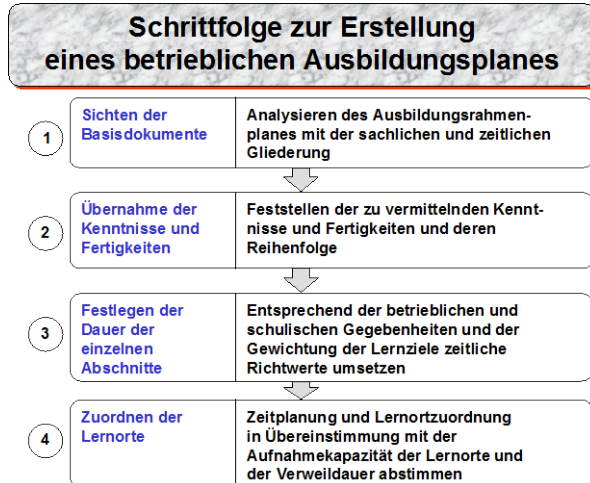 Schrittfolge zur Erstellung
eines betrieblichen Ausbildungsplanes
1
Sichten der
Basisdokumente
Analysieren des Ausbildungsrahmen-
planes mit der sachlichen und zeitlichen
Gliederung
2
Übernahme der
Kenntnisse und
Fertigkeiten
Feststellen der zu vermittelnden Kennt-
nisse und Fertigkeiten und deren
Reihenfolge
3
Festlegen der
Dauer der
einzelnen
Abschnitte
Entsprechend der betrieblichen und
schulischen Gegebenheiten und der
Gewichtung der Lernziele zeitliche
Richtwerte umsetzen
4
Zuordnen der
Lernorte
Zeitplanung und Lernortzuordnung
in Übereinstimmung mit der
Aufnahmekapazität der Lernorte und
der Verweildauer abstimmen